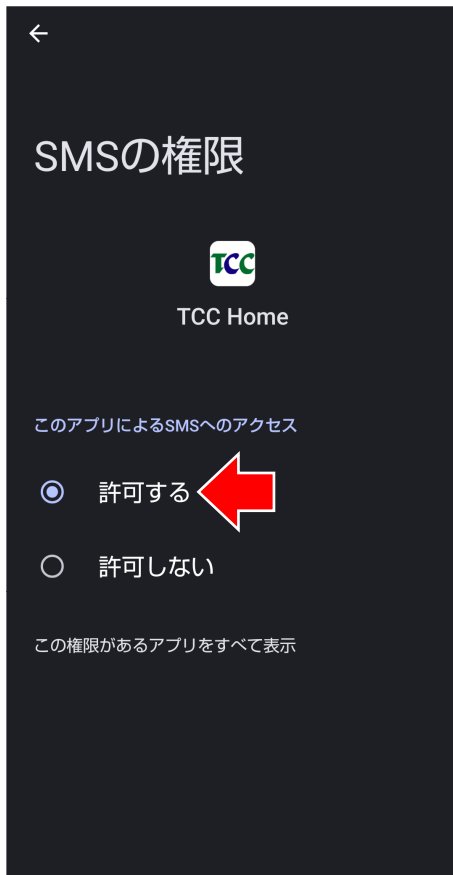 SMSの権限
TCC
TCC Home
このアプリによるSMSへのアクセス
許可する
許可しない
この権限があるアプリをすべて表示